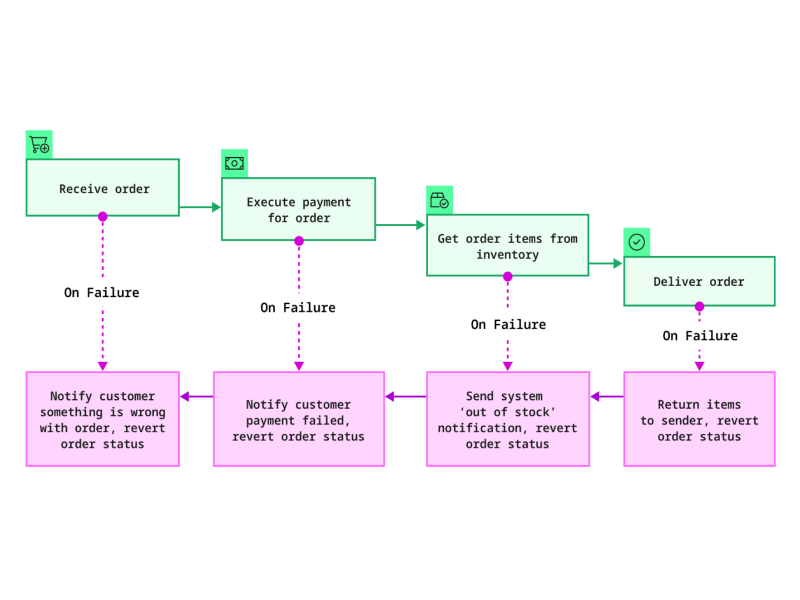 Receive order
Execute payment
for order
Get order items from
inventory
Deliver order
On Failure
On Failure
On Failure
On Failure
Notify customer
something is wrong
with order, revert
order status
Notify customer
payment failed,
revert order status
Send system
‘out of stock’
notification, revert
order status
Return items
to sender, revert
order status